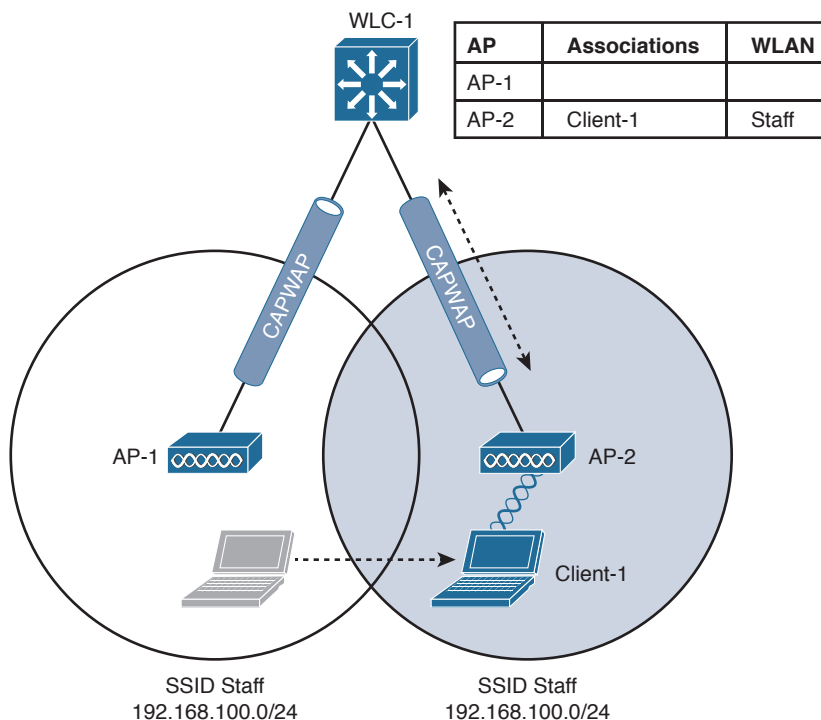 WLC-1
AP Associations WLAN
AP-1
AP-2 Client-1 Staff
CAPWAP
CAPWAP
AP-1
AP-2
Client-1
SSID Staff
192.168.100.0/24
SSID Staff
192.168.100.0/24